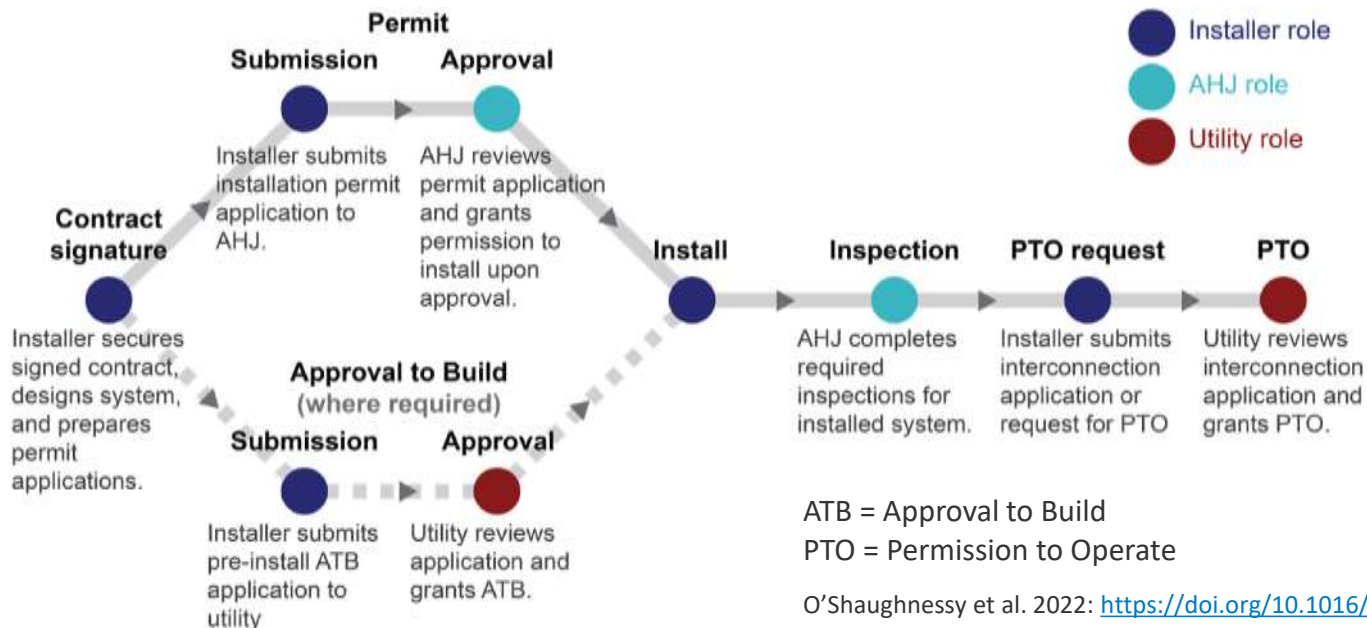 Permit
Submission
Approval
Installer role
AHJ role
Utility role
Installer submits
installation permit
application to
AHJ.
AHJ reviews
permit application
and grants
permission to
install upon
approval.
Contract
signature
Installer secures
signed contract,
designs system,
and prepares
permit
applications.
Approval to Build
(where required)
Submission
Approval
Installer submits
pre-install ATB
application to
utility
Utility reviews
application and
grants ATB.
Install
Inspection
AHJ completes
required
inspections for
installed system.
PTO request
Installer submits
interconnection
application or
request for PTO
PTO
Utility reviews
interconnection
application and
grants PTO.
ATB = Approval to Build
PTO = Permission to Operate
O’Shaughnessy et al. 2022: https://doi.org/10.1016/